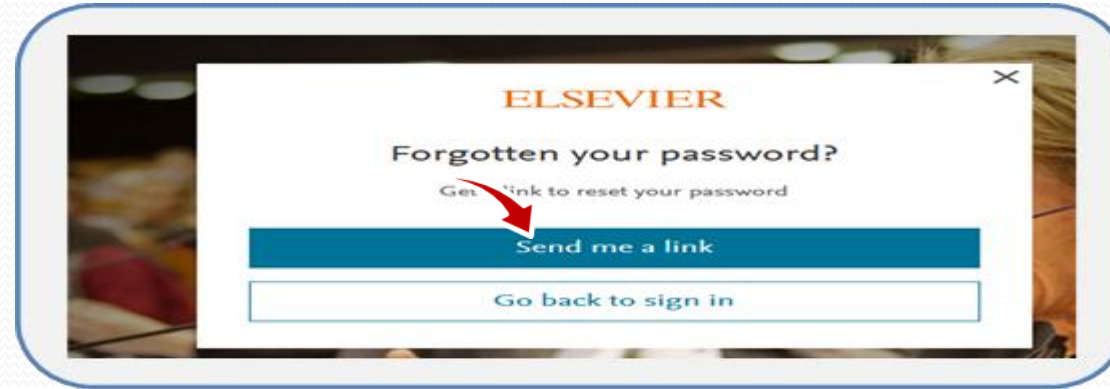 ELSEVIER
Forgotten your password?
link to reset your password
Send me a link
Go back to sign in